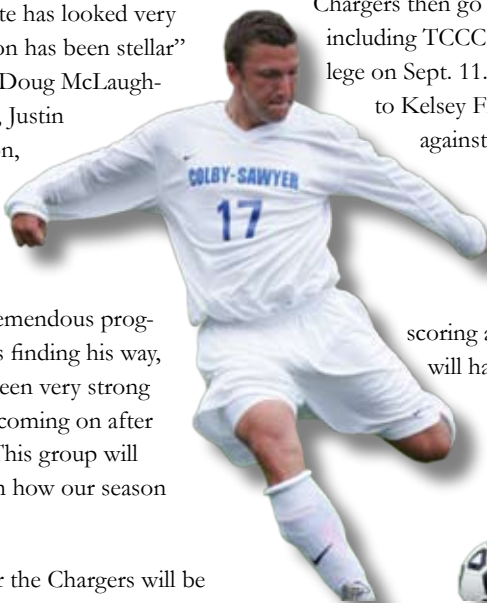 te has looked very
on has been stellar”
Doug McLaugh-
, Justin
on,
emendous prog-
s finding his way,
een very strong
coming on after
This group will
n how our season
r the Chargers will be
Chargers then go
including TCCC
lege on Sept. 11.
to Kelsey F
against
scoring a
will ha
COLBY-SAWYER
17